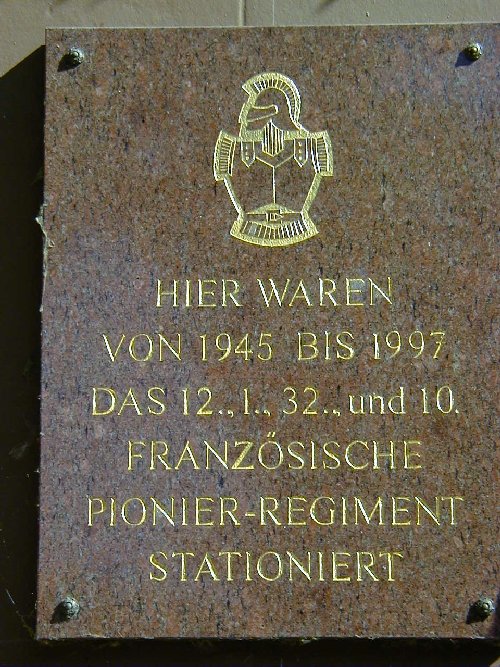 HIER WAREN
VON 1945 BIS 1997
DAS 12., 1., 32., und 10.
FRANZÖSISCHE
PIONIER-REGIMENT
STATIONIERT